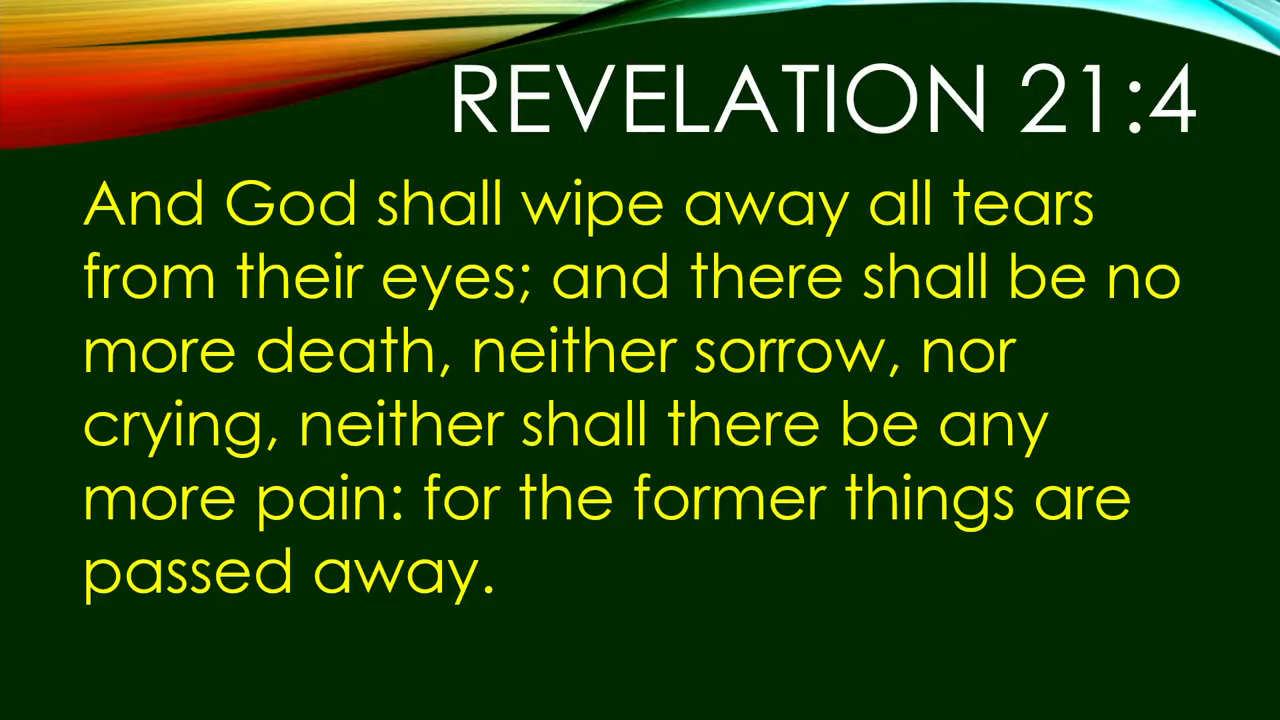 REVELATION 21:4
And God shall wipe away all tears
from their eyes; and there shall be no
more death, neither sorrow, nor
crying, neither shall there be any
more pain: for the former things are
passed away.